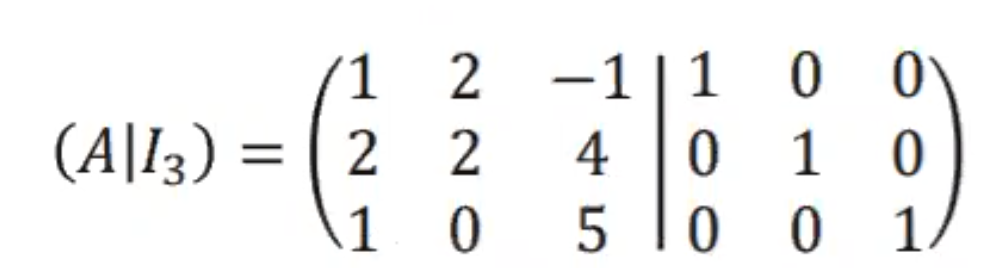 (A|I₃) = (1 2 −1 | 1 0 0
2 2 4 | 0 1 0
1 0 5 | 0 0 1)